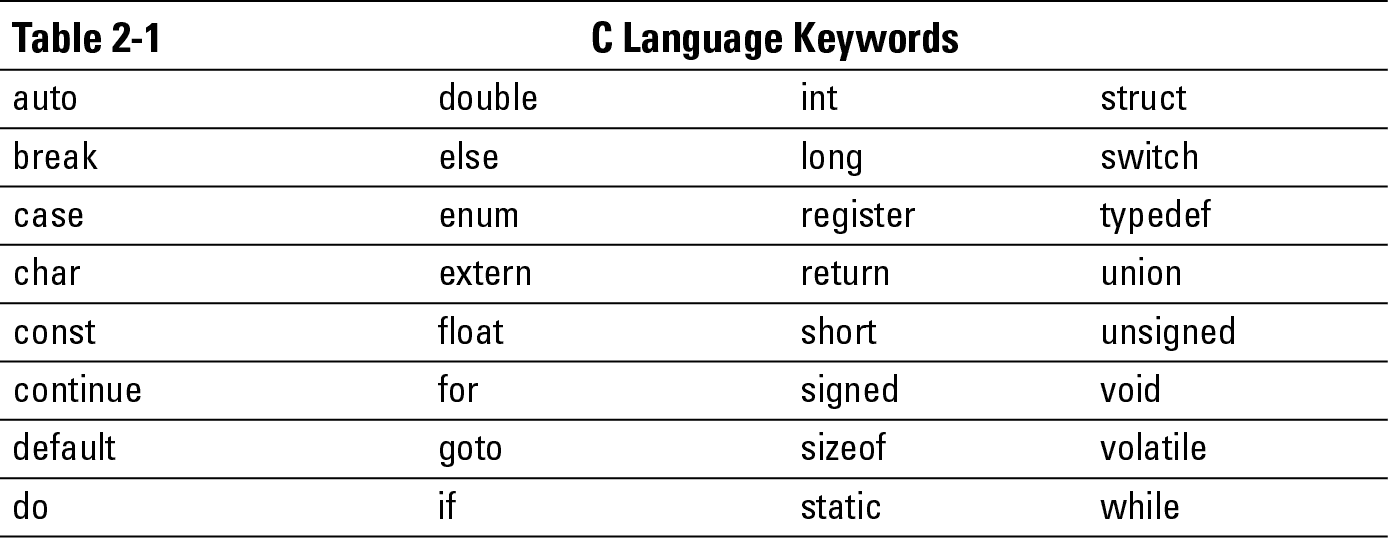 Table 2-1 C Language Keywords
auto double int struct
break else long switch
case enum register typedef
char extern return union
const float short unsigned
continue for signed void
default goto sizeof volatile
do if static while